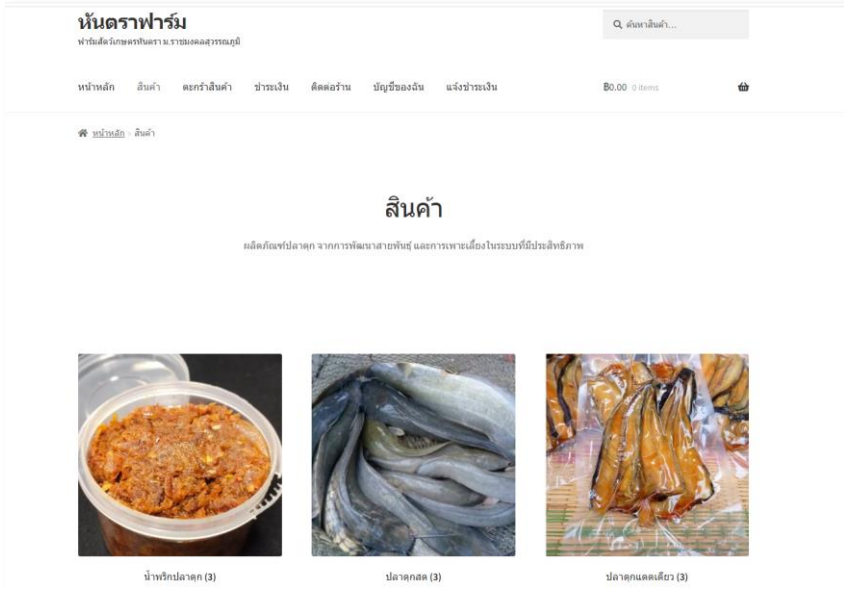 หันตราฟาร์ม
ฟาร์มสัตว์เกษตรหันตรา ม.ราชมงคลสุวรรณภูมิ
ค้นหาสินค้า...
หน้าหลัก สินค้า ตะกร้าสินค้า ชำระเงิน ติดต่อร้าน บัญชีของฉัน แจ้งชำระเงิน ฿0.00 0 items
หน้าหลัก › สินค้า
สินค้า
ผลิตภัณฑ์ปลาดุก จากการพัฒนาสายพันธุ์ และการเพาะเลี้ยงในระบบที่มีประสิทธิภาพ
น้ำพริกปลาดุก (3) ปลาดุกสด (3) ปลาดุกแดดเดียว (3)